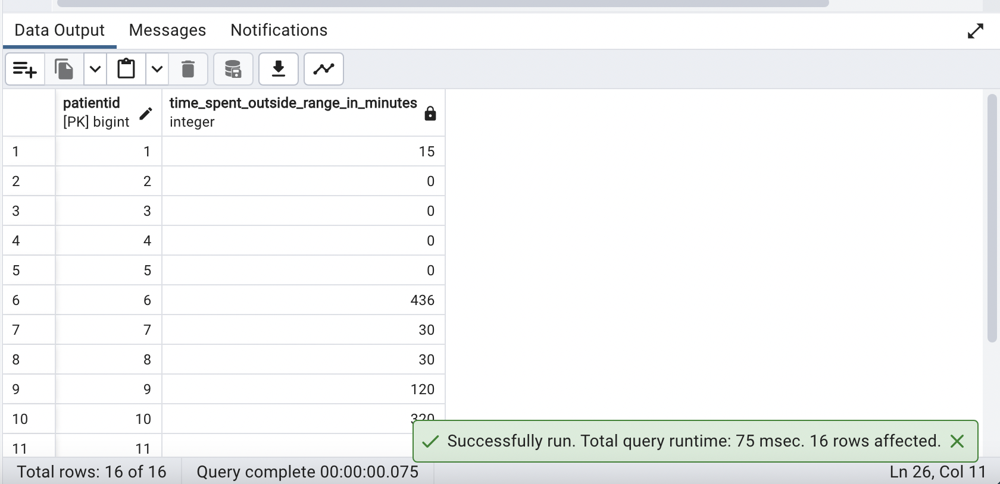 Data Output Messages Notifications
patientid time_spent_outside_range_in_minutes
[PK] bigint integer
1 1 15
2 2 0
3 3 0
4 4 0
5 5 0
6 6 436
7 7 30
8 8 30
9 9 120
10 10 320
11 11
Successfully run. Total query runtime: 75 msec. 16 rows affected.
Total rows: 16 of 16 Query complete 00:00:00.075 Ln 26, Col 11